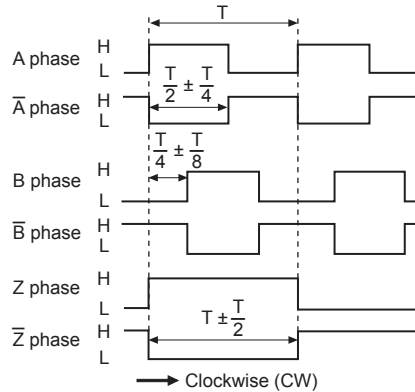 T
A phase H
L
A̅ phase H
L
T/2 ± T/4
T/4 ± T/8
B phase H
L
B̅ phase H
L
Z phase H
L
Z̅ phase H
L
T ± T/2
Clockwise (CW)